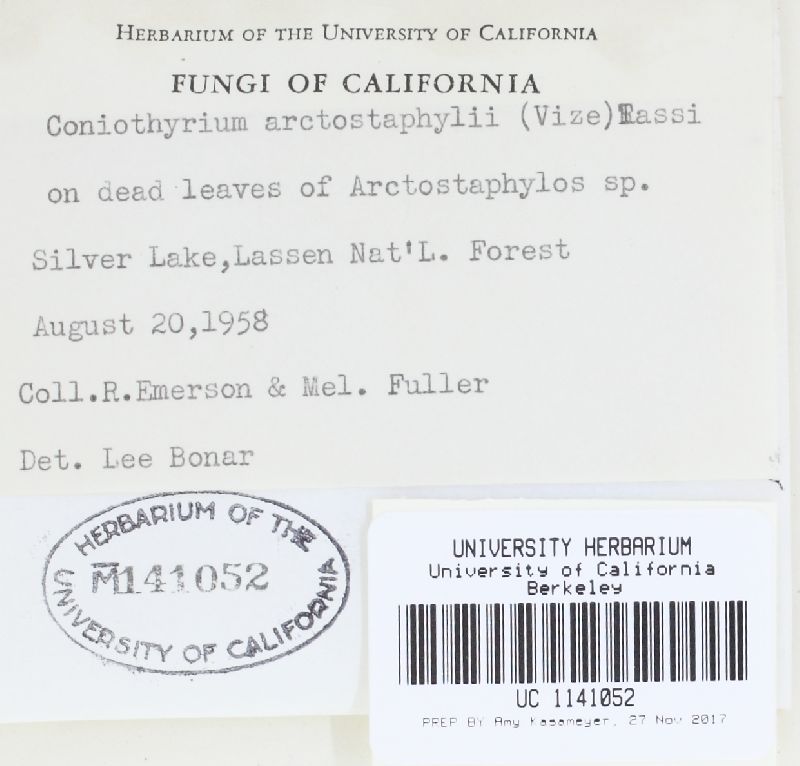 HERBARIUM OF THE UNIVERSITY OF CALIFORNIA
FUNGI OF CALIFORNIA
Coniothyrium arctostaphylii (Vize)Tassi
on dead leaves of Arctostaphylos sp.
Silver Lake,Lassen Nat'L. Forest
August 20,1958
Coll.R.Emerson & Mel. Fuller
Det. Lee Bonar
HERBARIUM OF THE
M141052
UNIVERSITY OF CALIFORNIA
UNIVERSITY HERBARIUM
University of California
Berkeley
UC 1141052
PREP BY Amy Kasameyer, 27 Nov 2017